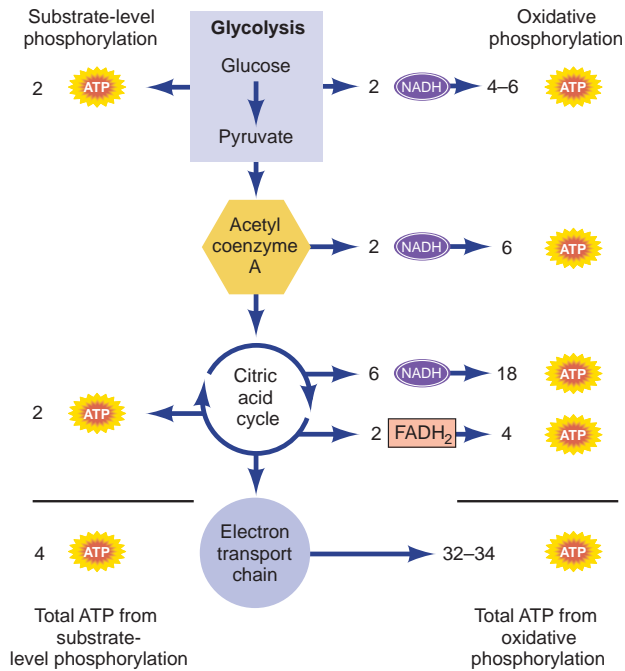 Substrate-level
phosphorylation
Glycolysis
Oxidative
phosphorylation
Glucose
2 ATP
2 NADH 4–6 ATP
Pyruvate
Acetyl
coenzyme
A
2 NADH 6 ATP
6 NADH 18 ATP
Citric
acid
cycle
2 ATP
2 FADH₂ 4 ATP
4 ATP
Electron
transport
chain
32–34 ATP
Total ATP from
substrate-
level phosphorylation
Total ATP from
oxidative
phosphorylation